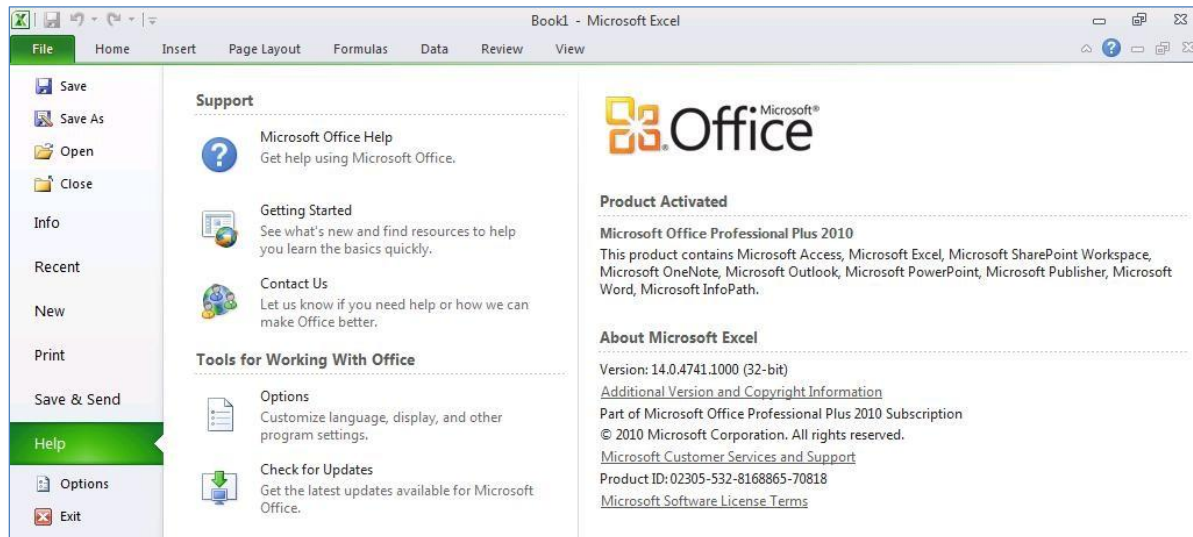 Book1 - Microsoft Excel
File Home Insert Page Layout Formulas Data Review View
Save
Save As
Open
Close
Info
Recent
New
Print
Save & Send
Help
Options
Exit
Support
Microsoft Office Help
Get help using Microsoft Office.
Getting Started
See what's new and find resources to help
you learn the basics quickly.
Contact Us
Let us know if you need help or how we can
make Office better.
Tools for Working With Office
Options
Customize language, display, and other
program settings.
Check for Updates
Get the latest updates available for Microsoft
Office.
Microsoft®
Office
Product Activated
Microsoft Office Professional Plus 2010
This product contains Microsoft Access, Microsoft Excel, Microsoft SharePoint Workspace,
Microsoft OneNote, Microsoft Outlook, Microsoft PowerPoint, Microsoft Publisher, Microsoft
Word, Microsoft InfoPath.
About Microsoft Excel
Version: 14.0.4741.1000 (32-bit)
Additional Version and Copyright Information
Part of Microsoft Office Professional Plus 2010 Subscription
© 2010 Microsoft Corporation. All rights reserved.
Microsoft Customer Services and Support
Product ID: 02305-532-8168865-70818
Microsoft Software License Terms